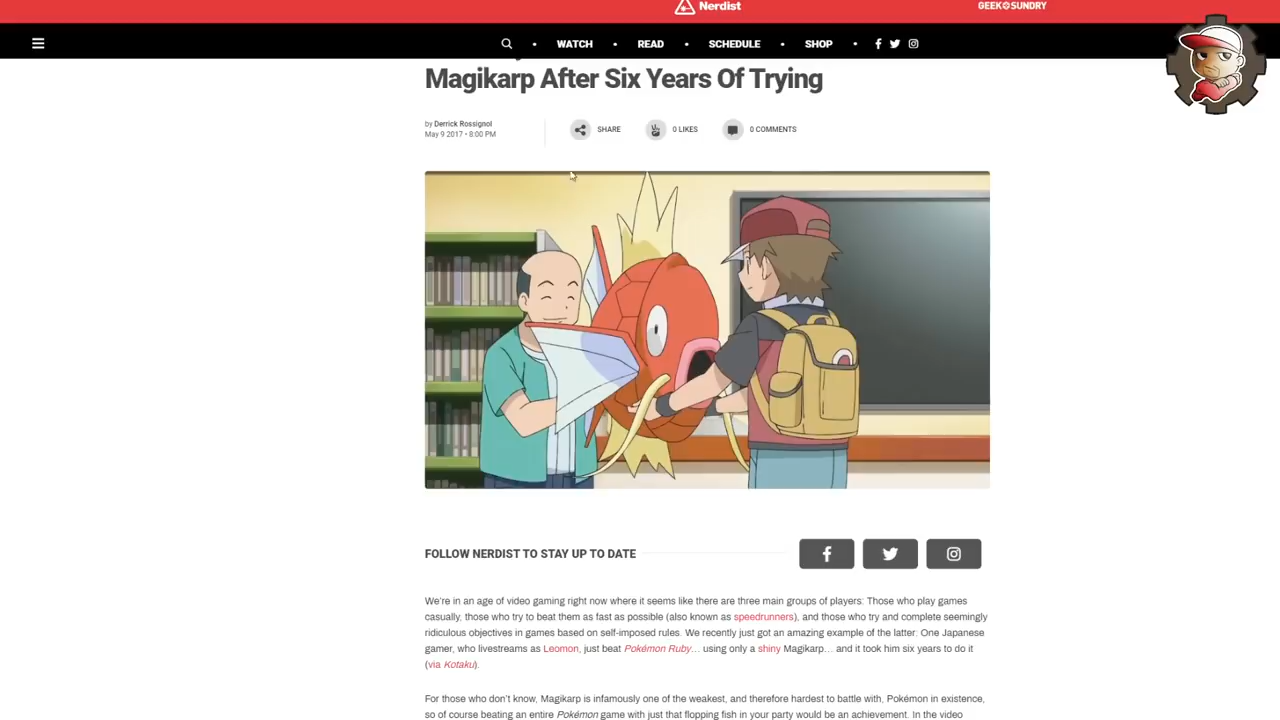 Nerdist
GEEK SUNDRY
WATCH • READ • SCHEDULE • SHOP •
Magikarp After Six Years Of Trying
by Derrick Rossignol
May 9 2017 • 8:00 PM
SHARE
0 LIKES
0 COMMENTS
FOLLOW NERDIST TO STAY UP TO DATE
We're in an age of video gaming right now where it seems like there are three main groups of players: Those who play games
casually, those who try to beat them as fast as possible (also known as speedrunners), and those who try and complete seemingly
ridiculous objectives in games based on self-imposed rules. We recently just got an amazing example of the latter: One Japanese
gamer, who livestreams as Leomon, just beat Pokémon Ruby... using only a shiny Magikarp... and it took him six years to do it
(via Kotaku).
For those who don't know, Magikarp is infamously one of the weakest, and therefore hardest to battle with, Pokémon in existence,
so of course beating an entire Pokémon game with just that flopping fish in your party would be an achievement. In the video